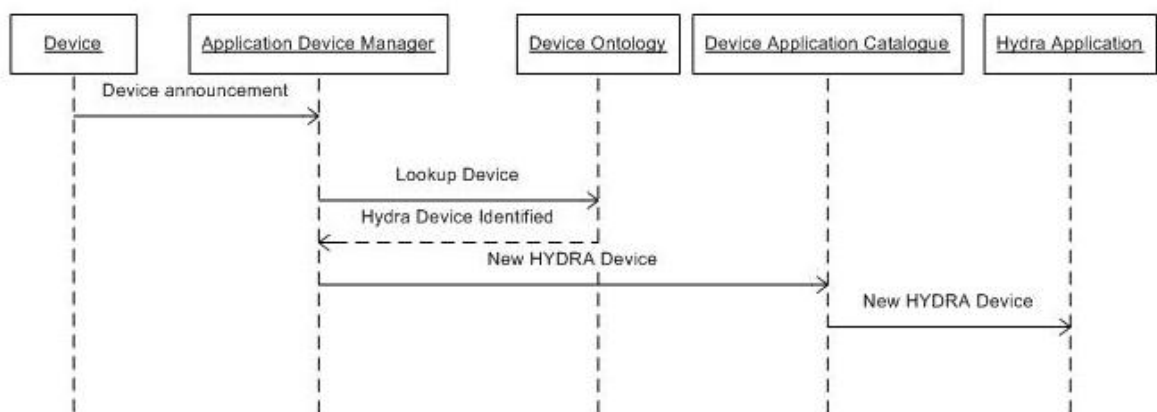 Device
Application Device Manager
Device Ontology
Device Application Catalogue
Hydra Application
Device announcement
Lookup Device
Hydra Device Identified
New HYDRA Device
New HYDRA Device